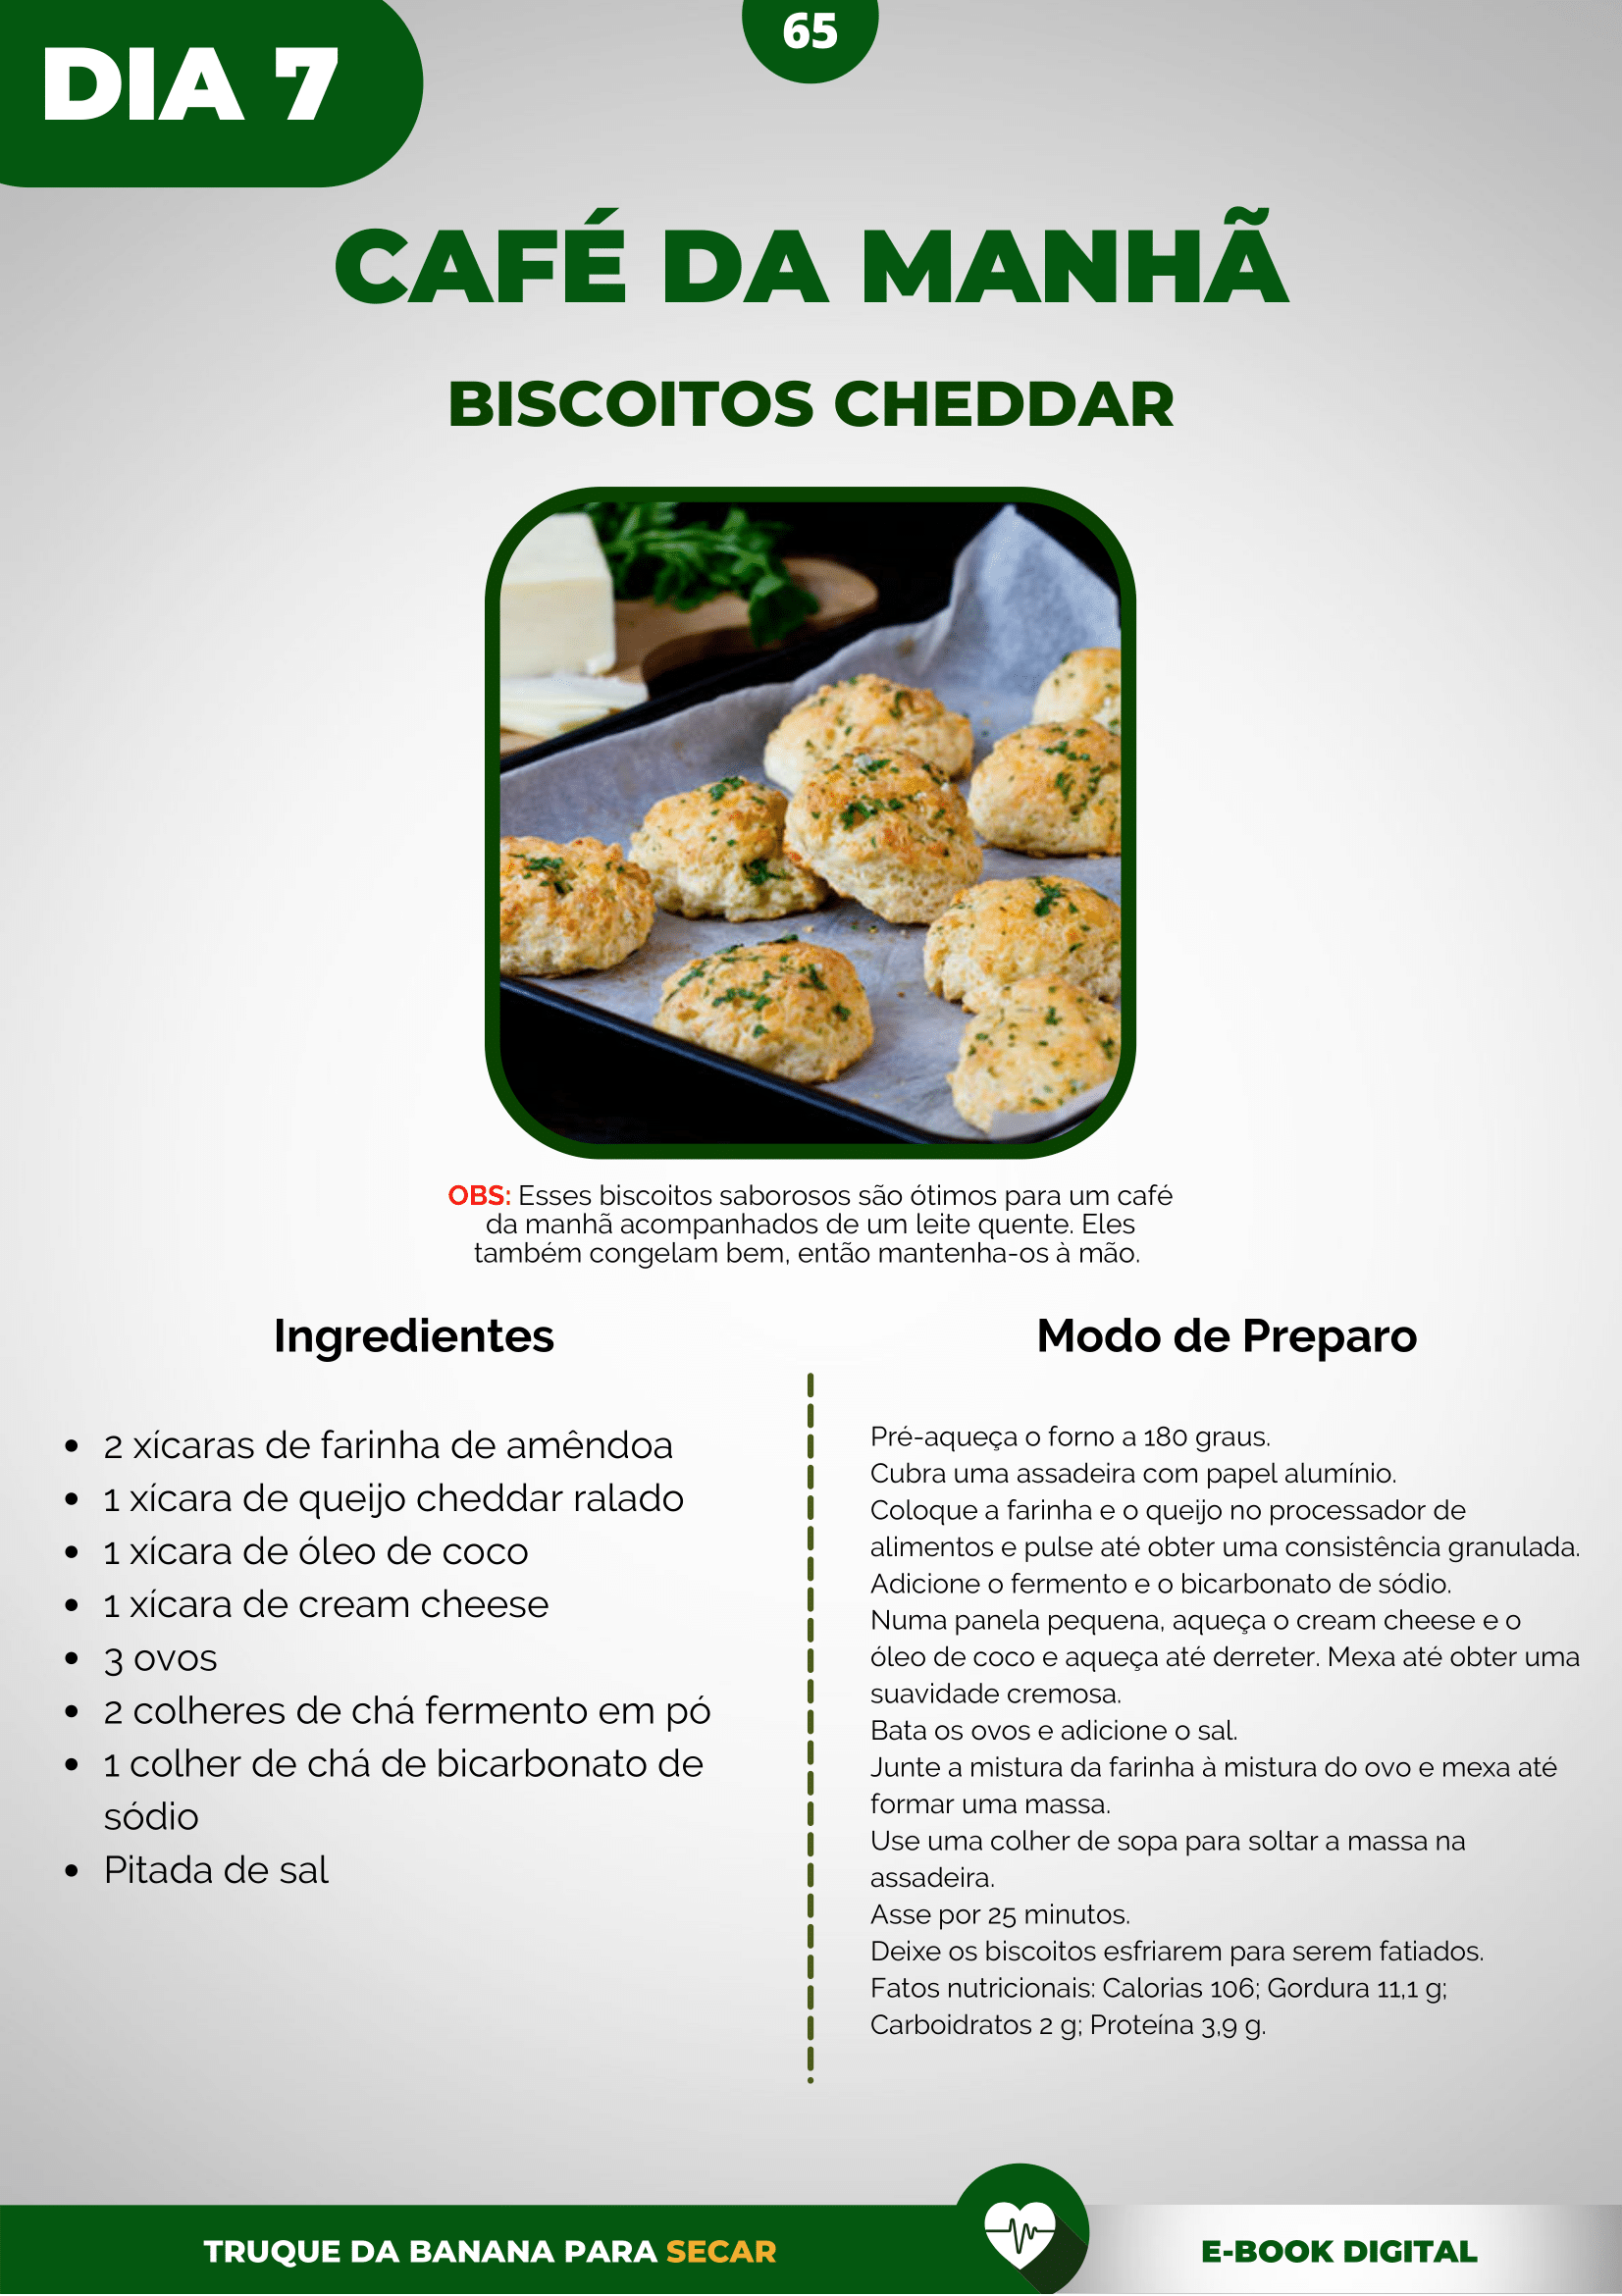 DIA 7
65
CAFÉ DA MANHÃ
BISCOITOS CHEDDAR
OBS: Esses biscoitos saborosos são ótimos para um café
da manhã acompanhados de um leite quente. Eles
também congelam bem, então mantenha-os à mão.
Ingredientes
• 2 xícaras de farinha de amêndoa
• 1 xícara de queijo cheddar ralado
• 1 xícara de óleo de coco
• 1 xícara de cream cheese
• 3 ovos
• 2 colheres de chá fermento em pó
• 1 colher de chá de bicarbonato de
sódio
• Pitada de sal
Modo de Preparo
Pré-aqueça o forno a 180 graus.
Cubra uma assadeira com papel alumínio.
Coloque a farinha e o queijo no processador de
alimentos e pulse até obter uma consistência granulada.
Adicione o fermento e o bicarbonato de sódio.
Numa panela pequena, aqueça o cream cheese e o
óleo de coco e aqueça até derreter. Mexa até obter uma
suavidade cremosa.
Bata os ovos e adicione o sal.
Junte a mistura da farinha à mistura do ovo e mexa até
formar uma massa.
Use uma colher de sopa para soltar a massa na
assadeira.
Asse por 25 minutos.
Deixe os biscoitos esfriarem para serem fatiados.
Fatos nutricionais: Calorias 106; Gordura 11,1 g;
Carboidratos 2 g; Proteína 3,9 g.
TRUQUE DA BANANA PARA SECAR
E-BOOK DIGITAL